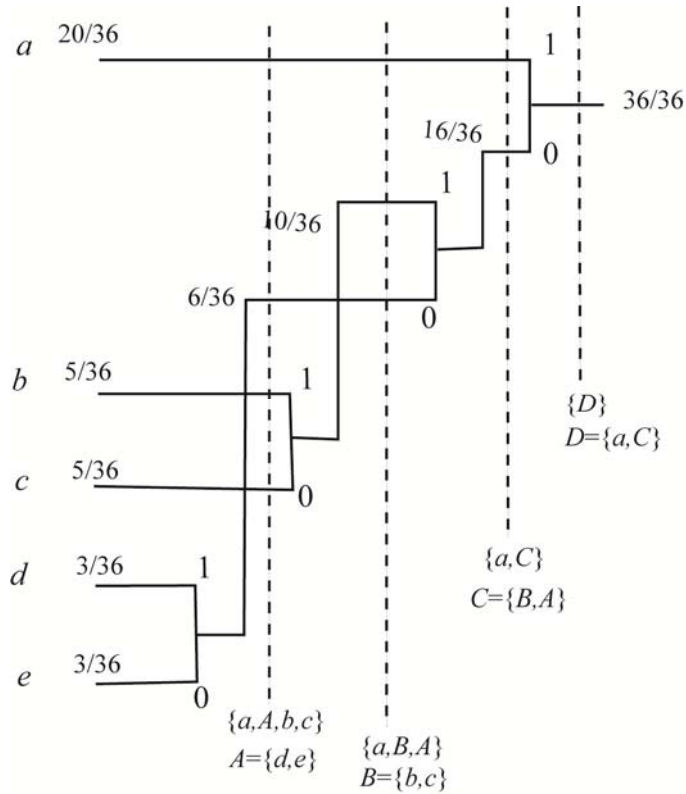 a 20/36
1
36/36
16/36
0
1
10/36
6/36
0
b 5/36
1
c 5/36
0
d 3/36
1
e 3/36
0
{D}
D={a,C}
{a,C}
C={B,A}
{a,A,b,c}
A={d,e}
{a,B,A}
B={b,c}